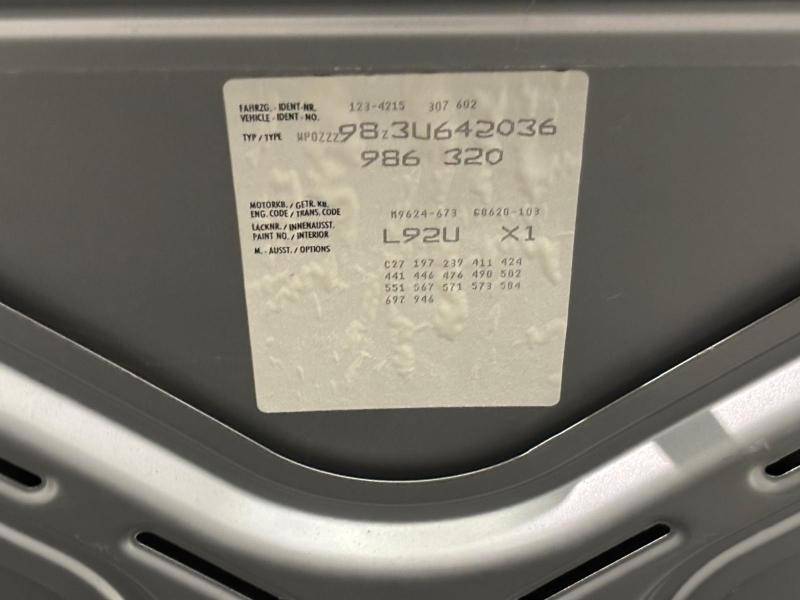 FAHRZG. - IDENT-NR. 123-4215 307 602
VEHICLE - IDENT - NO.
TYP / TYPE WP0ZZZ98Z3U642036
986 320
MOTORKB. / GETR. KB.
ENG. CODE / TRANS. CODE M9624-673 G8620-103
LACKNR. / INNENAUSST.
PAINT NO. / INTERIOR L92U X1
M. - AUSST. / OPTIONS
C27 197 239 411 424
441 446 476 490 502
551 567 571 573 584
697 946